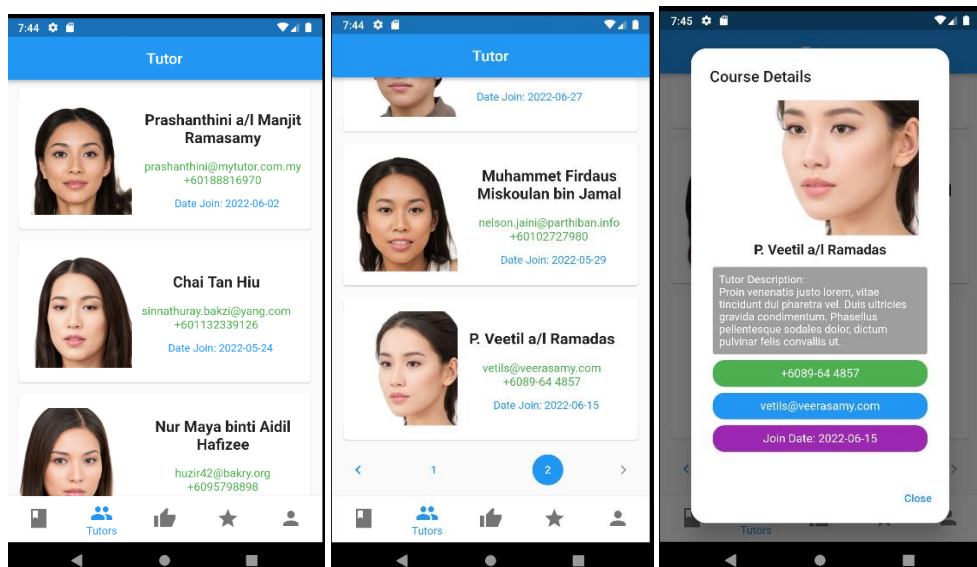 7:44
Tutor
Prashanthini a/l Manjit
Ramasamy
prashanthini@mytutor.com.my
+60188816970
Date Join: 2022-06-02
Chai Tan Hiu
sinnathuray.bakzi@yang.com
+601132339126
Date Join: 2022-05-24
Nur Maya binti Aidil
Hafizee
huzir42@bakry.org
+6095798898
Tutors
7:44
Tutor
Date Join: 2022-06-27
Muhammet Firdaus
Miskoulan bin Jamal
nelson.jaini@parthiban.info
+60102727980
Date Join: 2022-05-29
P. Veetil a/l Ramadas
vetils@veerasamy.com
+6089-64 4857
Date Join: 2022-06-15
1
2
Tutors
7:45
Course Details
P. Veetil a/l Ramadas
Tutor Description:
Proin venenatis justo lorem, vitae
tincidunt dui pharetra vel. Duis ultricies
gravida condimentum. Phasellus
pellentesque sodales dolor, dictum
pulvinar felis convallis ut.
+6089-64 4857
vetils@veerasamy.com
Join Date: 2022-06-15
Close
Tutors